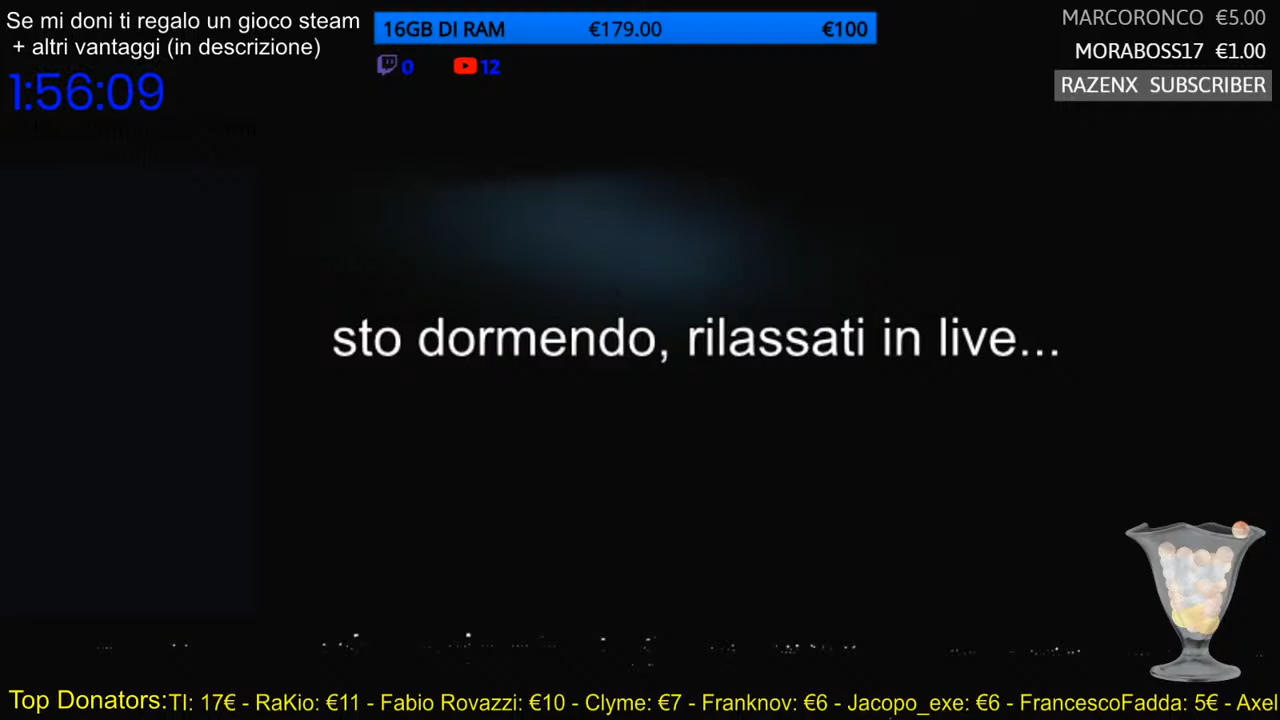 Se mi doni ti regalo un gioco steam
+ altri vantaggi (in descrizione)
1:56:09
16GB DI RAM €179.00 €100
0 12
MARCORONCO €5.00
MORABOSS17 €1.00
RAZENX SUBSCRIBER
sto dormendo, rilassati in live...
Top Donators:TI: 17€ - RaKio: €11 - Fabio Rovazzi: €10 - Clyme: €7 - Franknov: €6 - Jacopo_exe: €6 - FrancescoFadda: 5€ - Axel